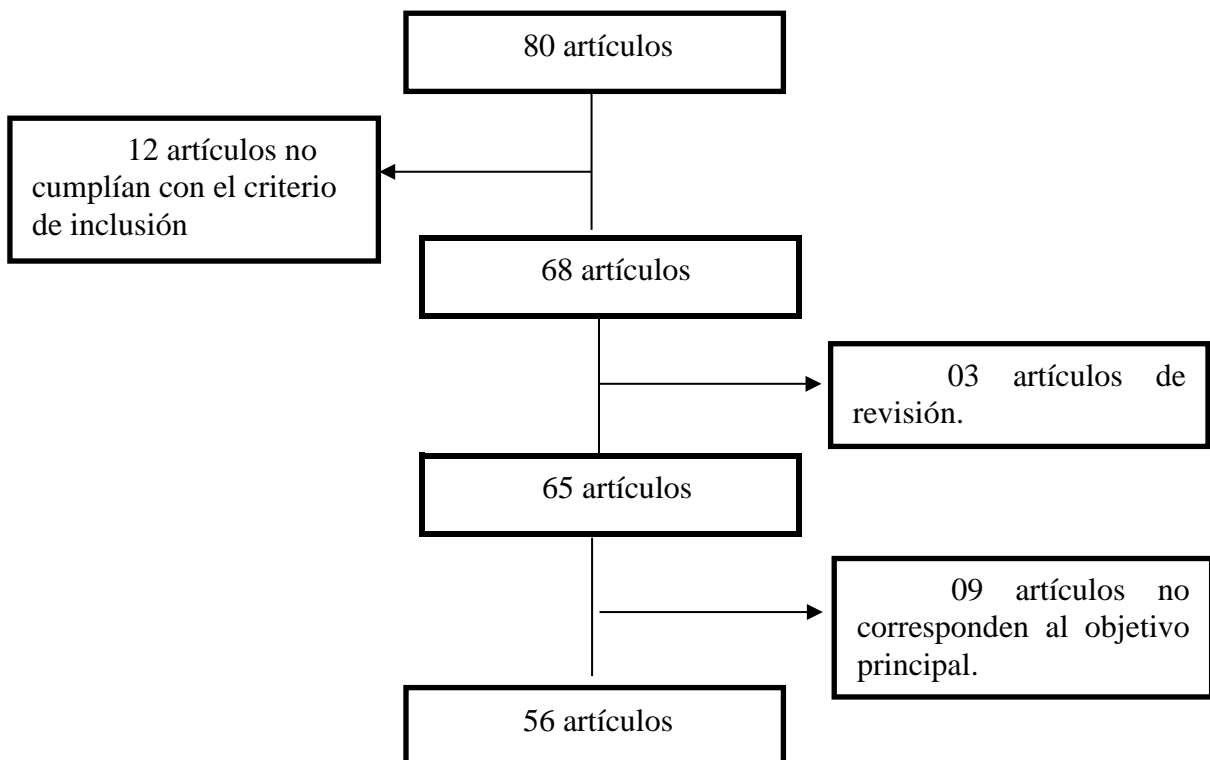 80 artículos
12 artículos no
cumplían con el criterio
de inclusión
68 artículos
03 artículos de
revisión.
65 artículos
09 artículos no
corresponden al objetivo
principal.
56 artículos